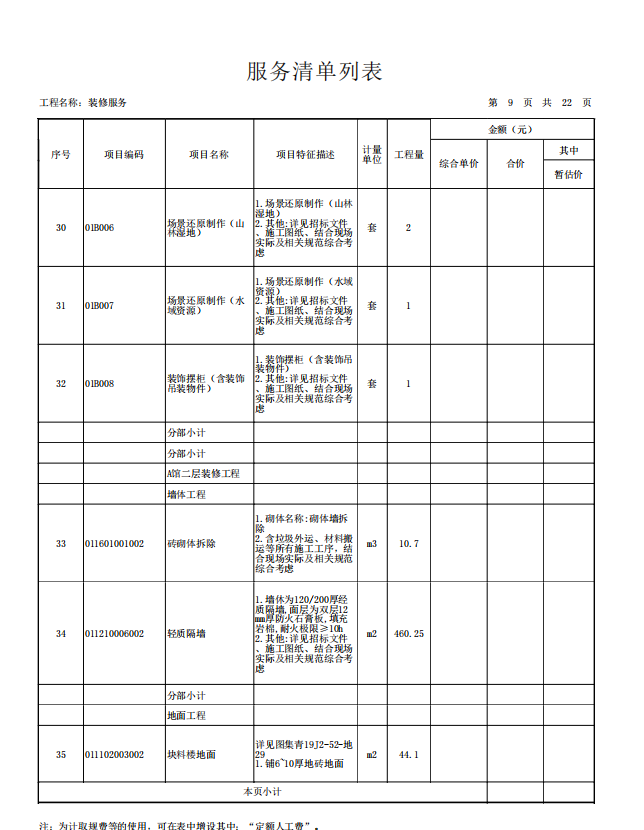 服务清单列表
工程名称：装修服务
第 9 页 共 22 页
序号
项目编码
项目名称
项目特征描述
计量
单位
工程量
金额（元）
综合单价
合价
其中
暂估价
30
01B006
场景还原制作（山
林湿地）
1.场景还原制作（山林
湿地）
2.其他:详见招标文件
、施工图纸、结合现场
实际及相关规范综合考
虑
套
2
31
01B007
场景还原制作（水
域资源）
1.场景还原制作（水域
资源）
2.其他:详见招标文件
、施工图纸、结合现场
实际及相关规范综合考
虑
套
1
32
01B008
装饰摆柜（含装饰
吊装物件）
1.装饰摆柜（含装饰吊
装物件）
2.其他:详见招标文件
、施工图纸、结合现场
实际及相关规范综合考
虑
套
1
分部小计
分部小计
A馆二层装修工程
墙体工程
33
011601001002
砖砌体拆除
1.砌体名称:砌体墙拆
除
2.含垃圾外运、材料搬
运等所有施工工序，结
合现场实际及相关规范
综合考虑
m3
10.7
34
011210006002
轻质隔墙
1.墙体为120/200厚经
质隔墙,面层为双层12
mm厚防火石膏板,填充
岩棉,耐火极限≥10h
2.其他:详见招标文件
、施工图纸、结合现场
实际及相关规范综合考
虑
m2
460.25
分部小计
地面工程
35
011102003002
块料楼地面
详见图集青19J2-52-地
29
1.铺6~10厚地砖地面
m2
44.1
本页小计
注：为计取规费等的使用，可在表中增设其中：“定额人工费”。